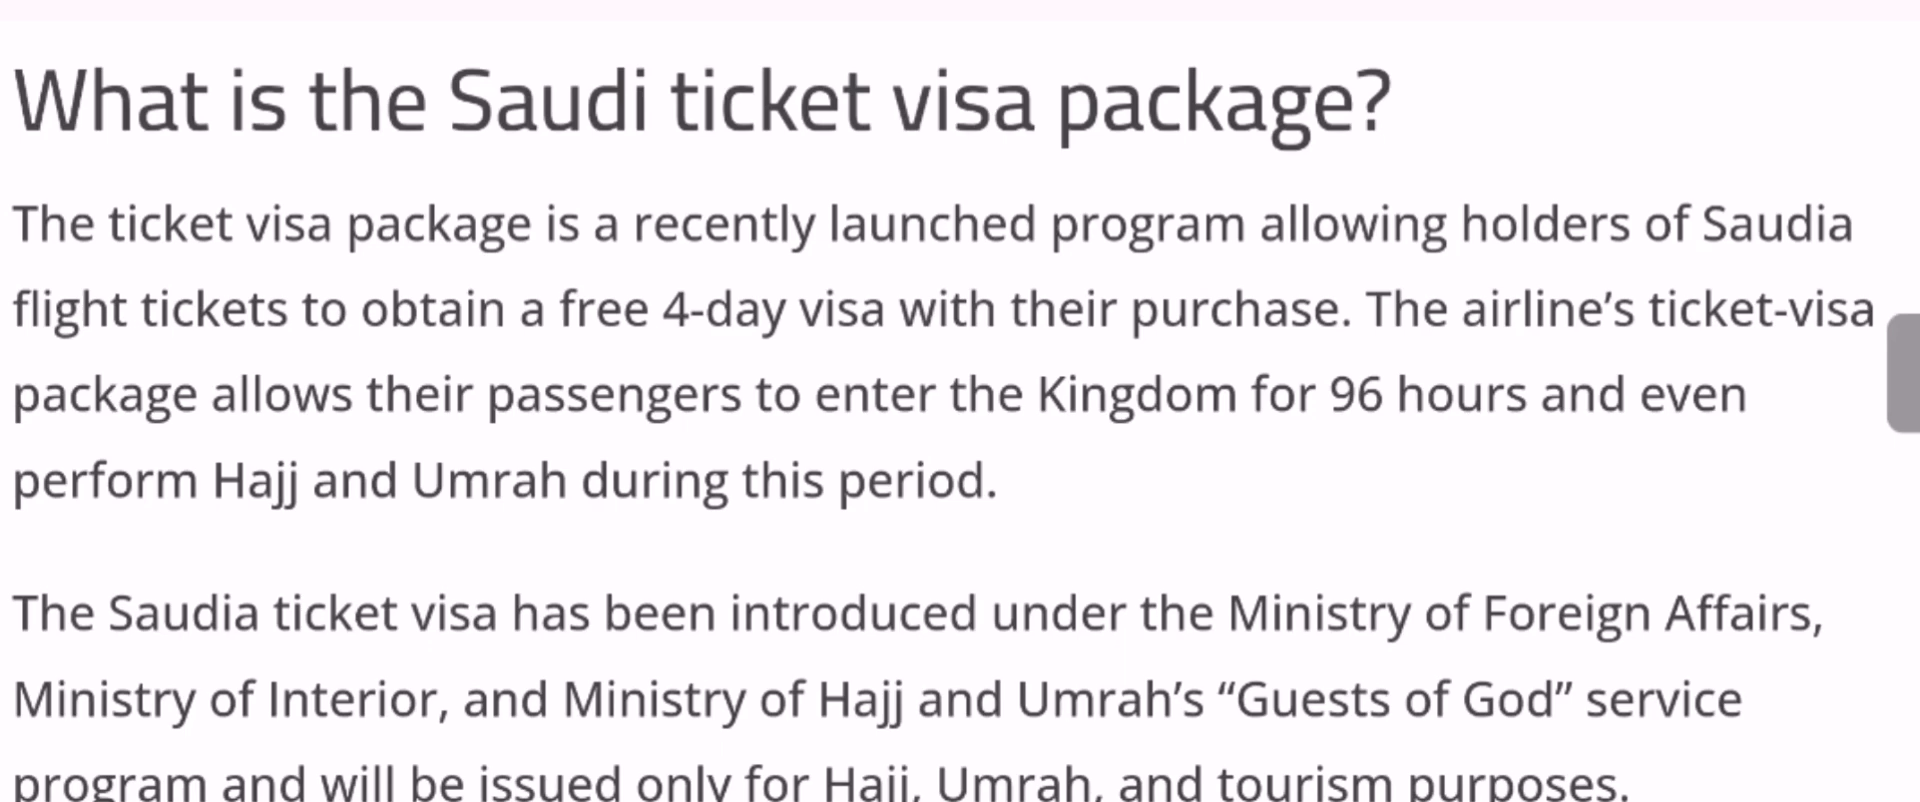 What is the Saudi ticket visa package?
The ticket visa package is a recently launched program allowing holders of Saudia
flight tickets to obtain a free 4-day visa with their purchase. The airline’s ticket-visa
package allows their passengers to enter the Kingdom for 96 hours and even
perform Hajj and Umrah during this period.
The Saudia ticket visa has been introduced under the Ministry of Foreign Affairs,
Ministry of Interior, and Ministry of Hajj and Umrah’s “Guests of God” service
program and will be issued only for Hajj, Umrah, and tourism purposes.